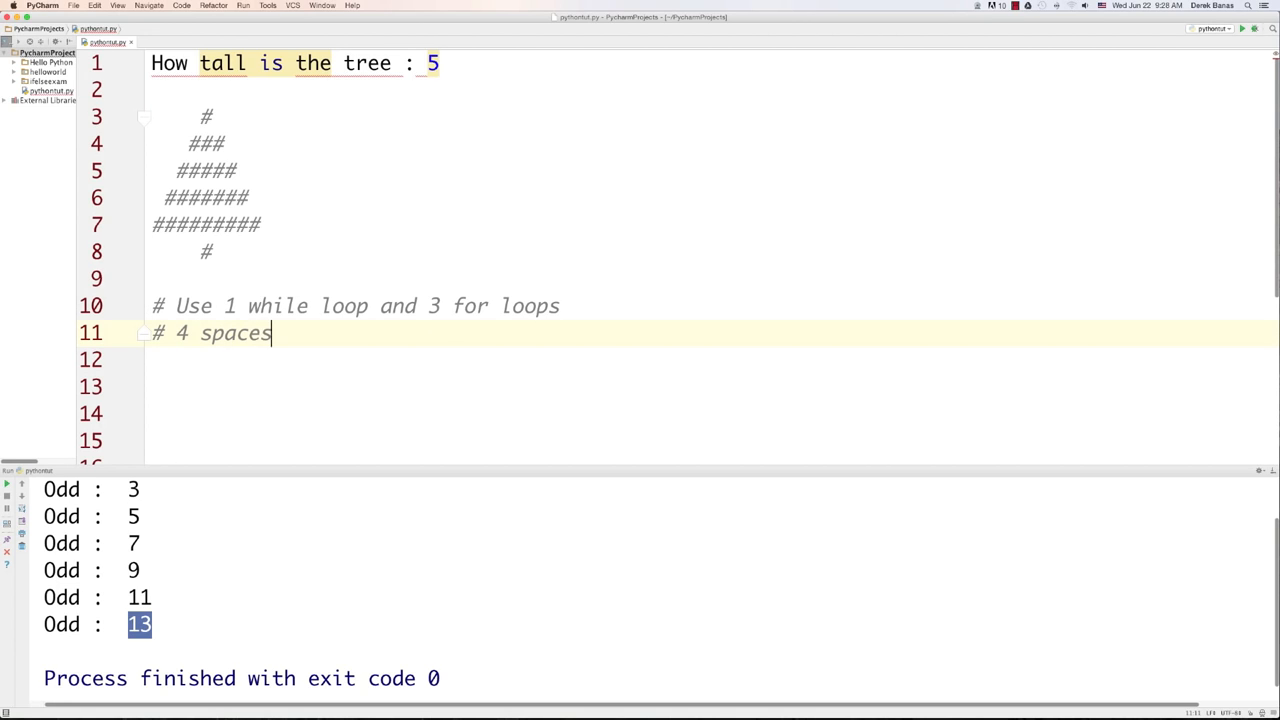 PyCharm File Edit View Navigate Code Refactor Run Tools VCS Window Help
10 Wed Jun 22 9:28 AM Derek Banas
pythontut.py - PycharmProjects - [~/PycharmProjects]
PycharmProjects pythontut.py
pythontut
pythontut.py
PycharmProject
Hello Python
helloworld
ifelseexam
pythontut.py
External Librarie
1 How tall is the tree : 5
2
3 #
4 ###
5 #####
6 #######
7 #########
8 #
9
10 # Use 1 while loop and 3 for loops
11 # 4 spaces
12
13
14
15
16
Run pythontut
Odd : 3
Odd : 5
Odd : 7
Odd : 9
Odd : 11
Odd : 13
Process finished with exit code 0
11:11 LF÷ UTF-8÷